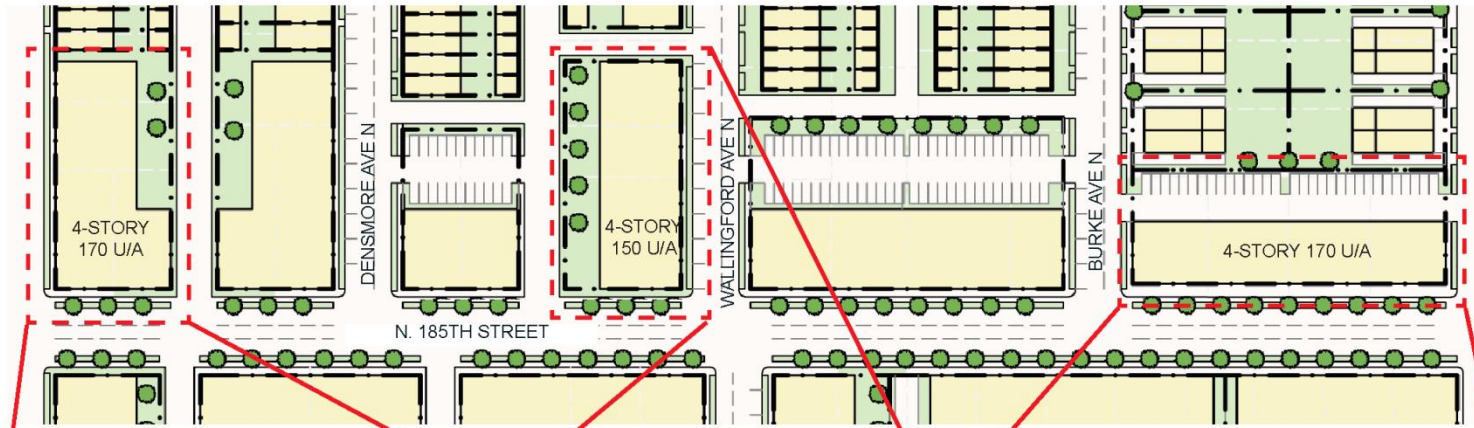 4-STORY
170 U/A
DENSMORE AVE N
4-STORY
150 U/A
WALLINGFORD AVE N
BURKE AVE N
4-STORY 170 U/A
N. 185TH STREET